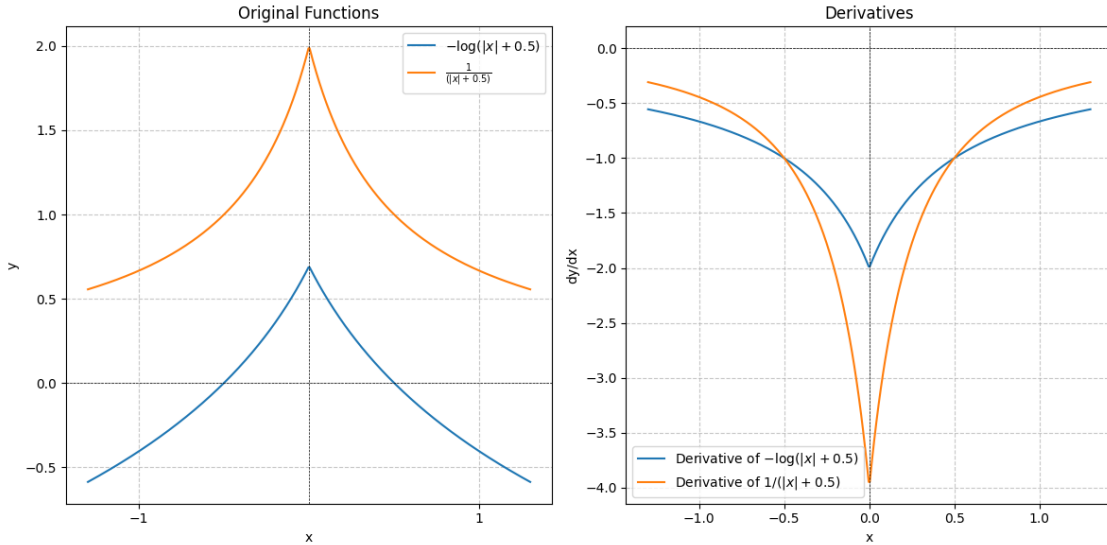 Original Functions
2.0
1.5
1.0
0.5
0.0
−0.5
y
−1
1
x
−log(|x| + 0.5)
1/(|x| + 0.5)
Derivatives
0.0
−0.5
−1.0
−1.5
−2.0
−2.5
−3.0
−3.5
−4.0
dy/dx
−1.0 −0.5 0.0 0.5 1.0
x
Derivative of −log(|x| + 0.5)
Derivative of 1/(|x| + 0.5)